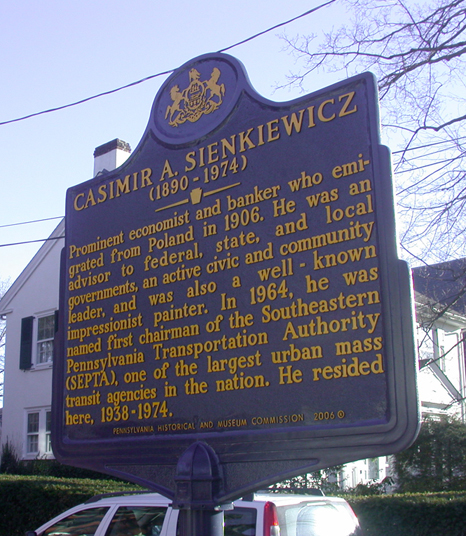 CASIMIR A. SIENKIEWICZ
(1890-1974)
Prominent economist and banker who emi-
grated from Poland in 1906. He was an
advisor to federal, state, and local
governments, an active civic and community
leader, and was also a well-known
impressionist painter. In 1964, he was
named first chairman of the Southeastern
Pennsylvania Transportation Authority
(SEPTA), one of the largest urban mass
transit agencies in the nation. He resided
here, 1938-1974.
PENNSYLVANIA HISTORICAL AND MUSEUM COMMISSION 2006 ©